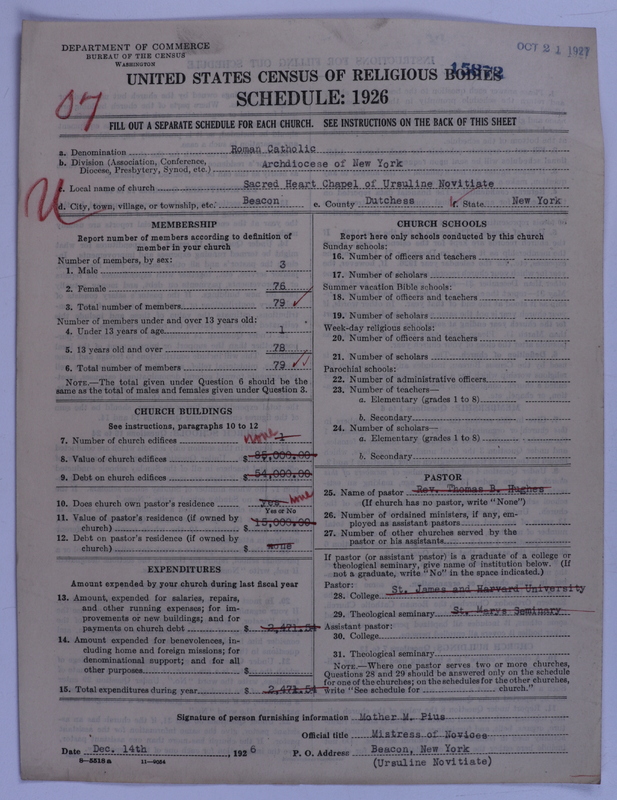 DEPARTMENT OF COMMERCE
BUREAU OF THE CENSUS
WASHINGTON
OCT 21 1927
15872
UNITED STATES CENSUS OF RELIGIOUS BODIES
SCHEDULE: 1926
07
FILL OUT A SEPARATE SCHEDULE FOR EACH CHURCH. SEE INSTRUCTIONS ON THE BACK OF THIS SHEET
a. Denomination Roman Catholic
b. Division (Association, Conference, Diocese, Presbytery, Synod, etc.) Archdiocese of New York
c. Local name of church Sacred Heart Chapel of Ursuline Novitiate
d. City, town, village, or township, etc. Beacon e. County Dutchess f. State New York
MEMBERSHIP
Report number of members according to definition of
member in your church
Number of members, by sex:
1. Male 3
2. Female 76
3. Total number of members 79
Number of members under and over 13 years old:
4. Under 13 years of age 1
5. 13 years old and over 78
6. Total number of members 79
NOTE.—The total given under Question 6 should be the
same as the total of males and females given under Question 3.
CHURCH BUILDINGS
See instructions, paragraphs 10 to 12
7. Number of church edifices none 1
8. Value of church edifices $ 85,000.00
9. Debt on church edifices $ 54,000.00
10. Does church own pastor's residence Yes none
Yes or No
11. Value of pastor's residence (if owned by
church) $ 15,000.00
12. Debt on pastor's residence (if owned by
church) $ none
EXPENDITURES
Amount expended by your church during last fiscal year
13. Amount, expended for salaries, repairs,
and other running expenses; for im-
provements or new buildings; and for
payments on church debt $ 2,471.54
14. Amount expended for benevolences, in-
cluding home and foreign missions; for
denominational support; and for all
other purposes $
15. Total expenditures during year $ 2,471.54
CHURCH SCHOOLS
Report here only schools conducted by this church
Sunday schools:
16. Number of officers and teachers
17. Number of scholars
Summer vacation Bible schools:
18. Number of officers and teachers
19. Number of scholars
Week-day religious schools:
20. Number of officers and teachers
21. Number of scholars
Parochial schools:
22. Number of administrative officers
23. Number of teachers—
a. Elementary (grades 1 to 8)
b. Secondary
24. Number of scholars—
a. Elementary (grades 1 to 8)
b. Secondary
PASTOR
25. Name of pastor Rev. Thomas B. Hughes
(If church has no pastor, write "None")
26. Number of ordained ministers, if any, em-
ployed as assistant pastors
27. Number of other churches served by the
pastor or his assistants
If pastor (or assistant pastor) is a graduate of a college or
theological seminary, give name of institution below. (If
not a graduate, write "No" in the space indicated.)
Pastor:
28. College St. James and Harvard University
29. Theological seminary St. Marys Seminary
Assistant pastor:
30. College
31. Theological seminary
NOTE.—Where one pastor serves two or more churches,
Questions 28 and 29 should be answered only on the schedule
for one of the churches; on the schedules for the other churches,
write "See schedule for church."
Signature of person furnishing information Mother M. Pius
Official title Mistress of Novices
Date Dec. 14th, 1926 P. O. Address Beacon, New York
8—5518a 11—9054 (Ursuline Novitiate)